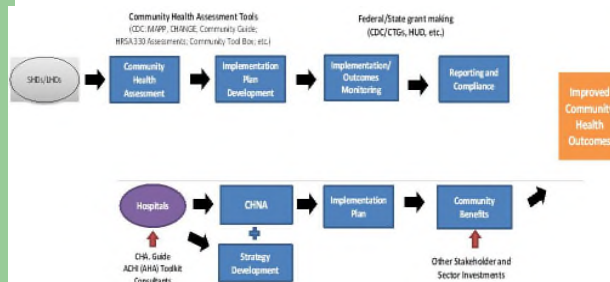 Community Health Assessment Tools
(CDC: MAPP, CHANGE; Community Guide;
HRSA 330 Assessments; Community Tool Box; etc.)
Federal/State grant making
(CDC/CTGs, HUD, etc.)
SHDs/LHDs
Community
Health
Assessment
Implementation
Plan
Development
Implementation/
Outcomes
Monitoring
Reporting and
Compliance
Improved
Community
Health
Outcomes
Hospitals
CHNA
Implementation
Plan
Community
Benefits
Strategy
Development
CHA. Guide
ACHI (AHA) Toolkit
Consultants
Other Stakeholder and
Sector Investments